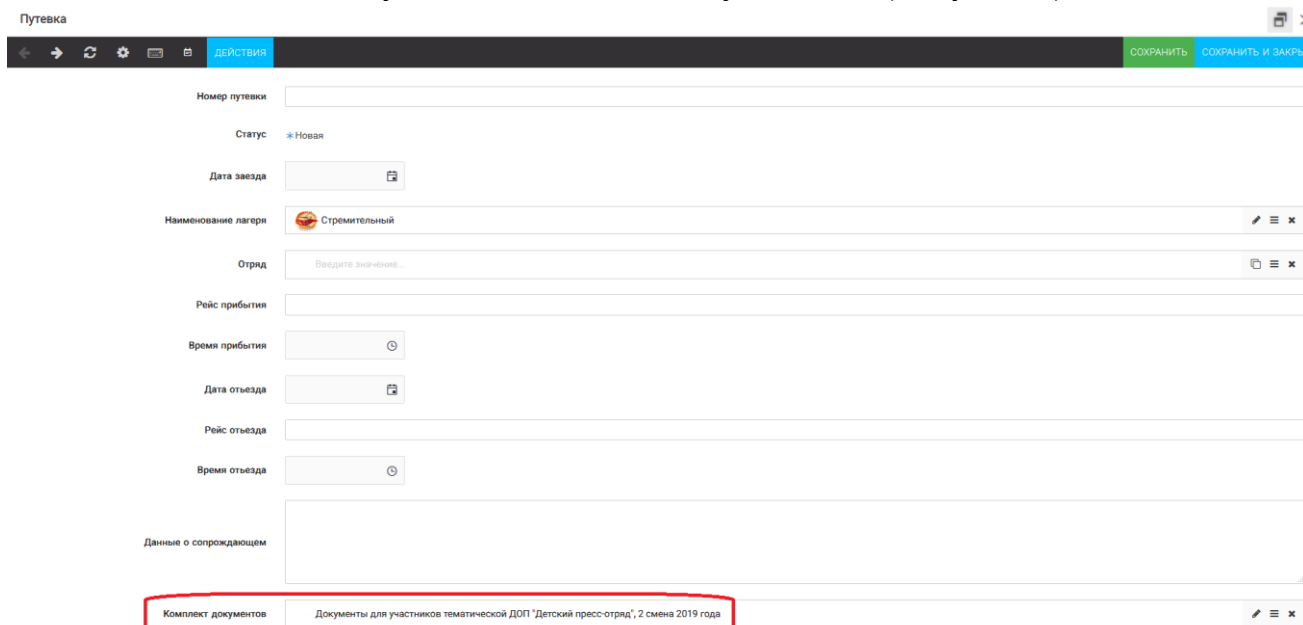 Путевка
ДЕЙСТВИЯ СОХРАНИТЬ СОХРАНИТЬ И ЗАКРЫ
Номер путевки
Статус Новая
Дата заезда
Наименование лагеря Стремительный
Отряд Введите значение...
Рейс прибытия
Время прибытия
Дата отъезда
Рейс отъезда
Время отъезда
Данные о сопрождающем
Комплект документов Документы для участников тематической ДОП "Детский пресс-отряд", 2 смена 2019 года